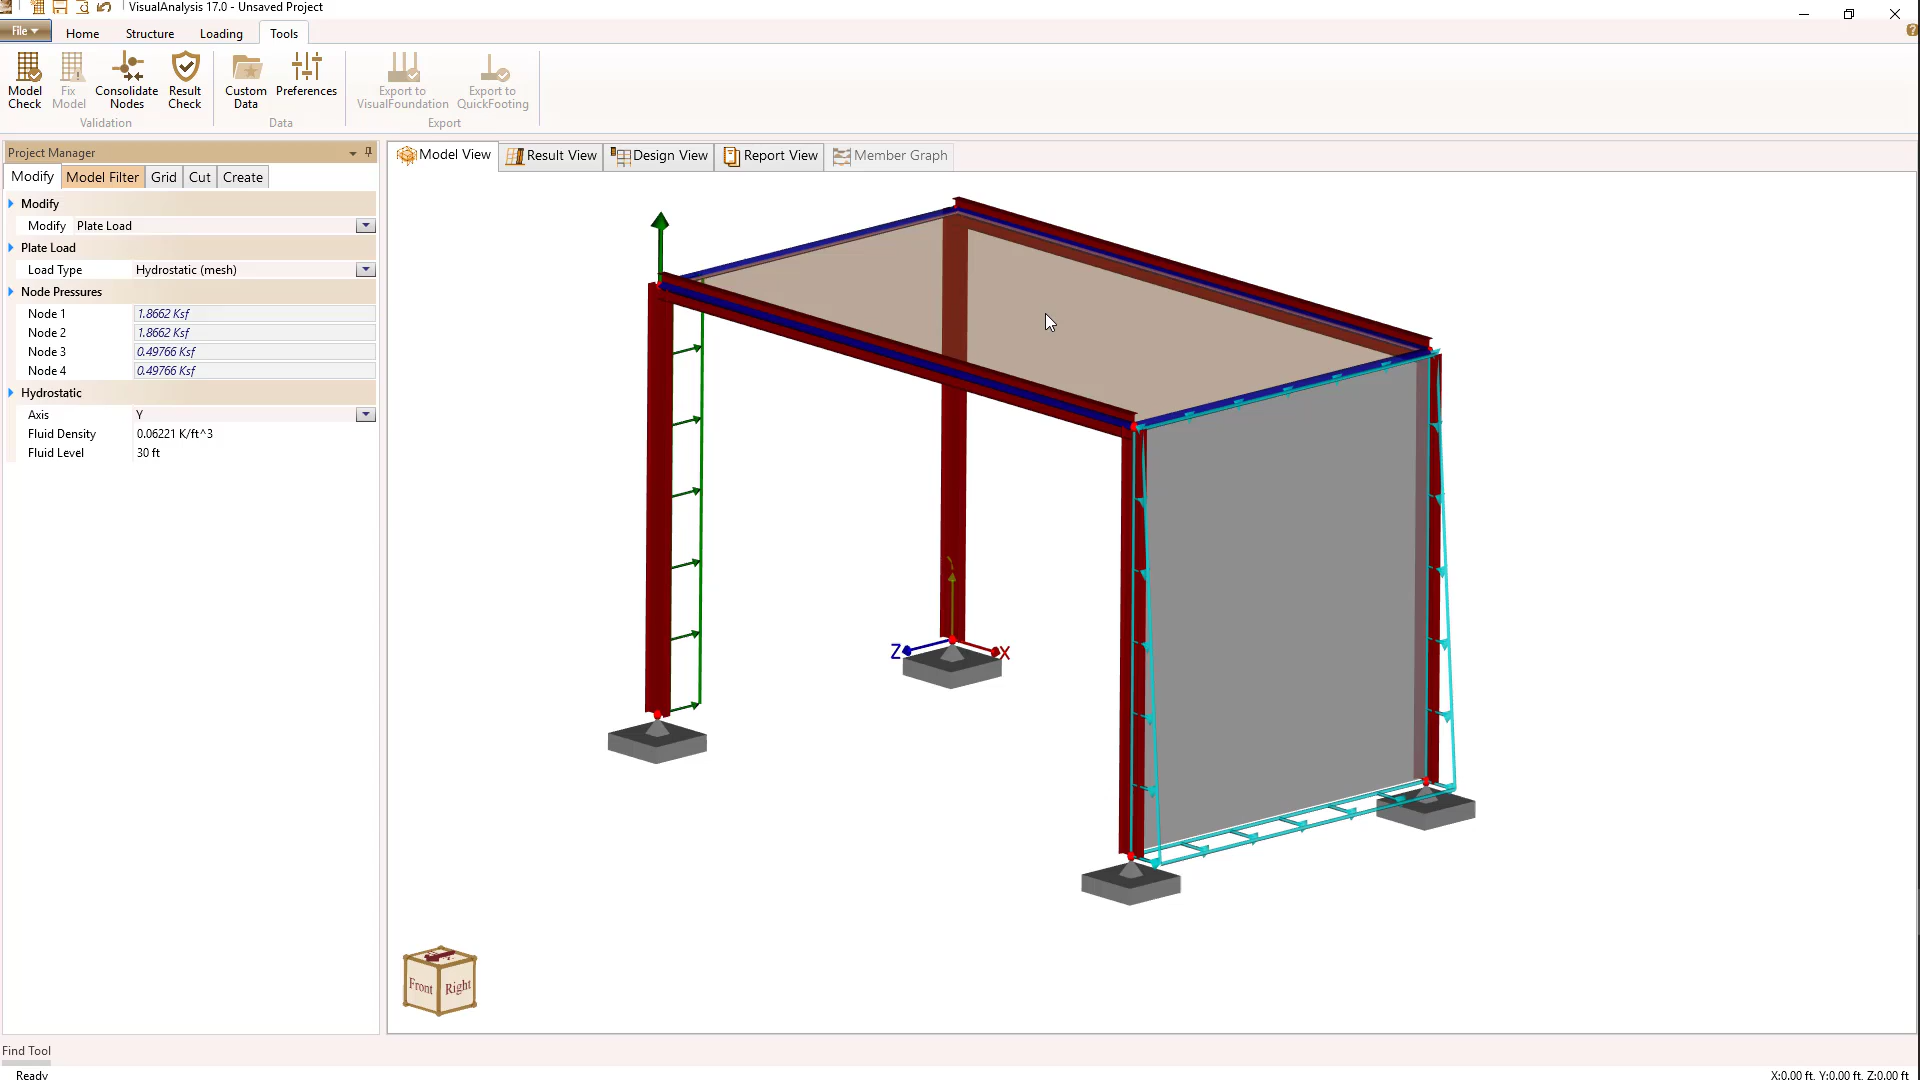 VisualAnalysis 17.0 - Unsaved Project
File Home Structure Loading Tools
Model Check
Fix Model
Consolidate Nodes
Result Check
Custom Data
Preferences
Export to VisualFoundation
Export to QuickFooting
Validation Data Export
Project Manager
Modify Model Filter Grid Cut Create
Modify
Modify Plate Load
Plate Load
Load Type Hydrostatic (mesh)
Node Pressures
Node 1 1.8662 Ksf
Node 2 1.8662 Ksf
Node 3 0.49766 Ksf
Node 4 0.49766 Ksf
Hydrostatic
Axis Y
Fluid Density 0.06221 K/ft^3
Fluid Level 30 ft
Model View Result View Design View Report View Member Graph
Z X
Front Right
Find Tool
Ready
X:0.00 ft, Y:0.00 ft, Z:0.00 ft